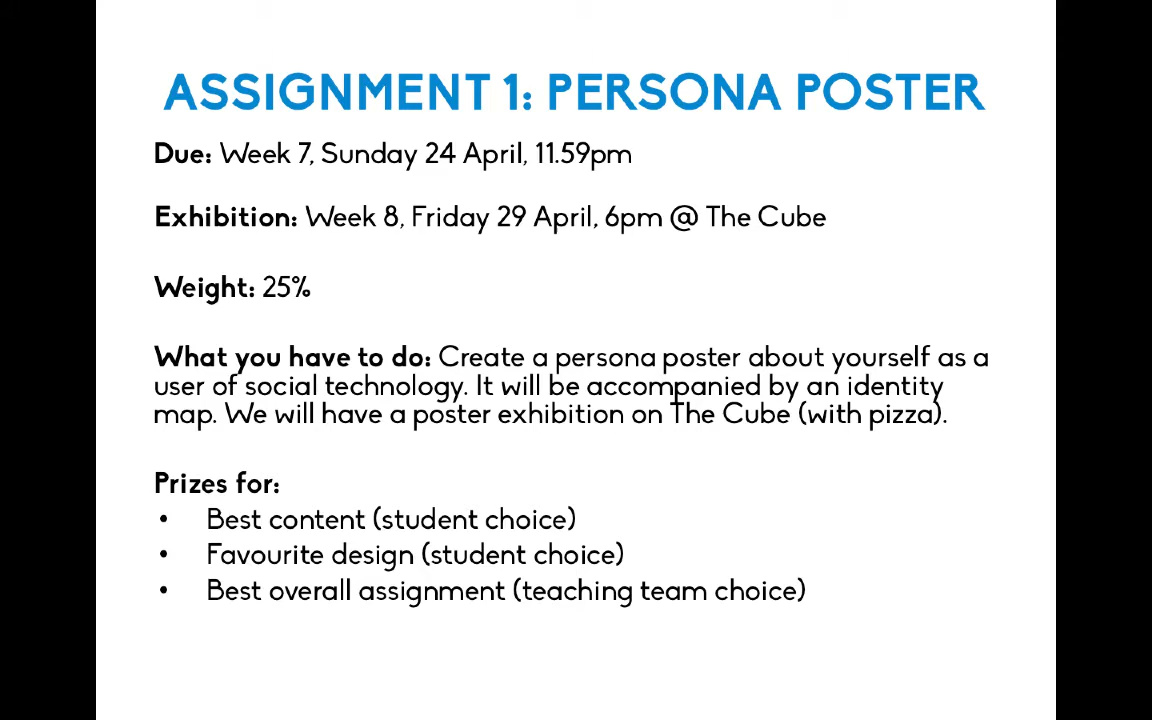 ASSIGNMENT 1: PERSONA POSTER
Due: Week 7, Sunday 24 April, 11.59pm
Exhibition: Week 8, Friday 29 April, 6pm @ The Cube
Weight: 25%
What you have to do: Create a persona poster about yourself as a
user of social technology. It will be accompanied by an identity
map. We will have a poster exhibition on The Cube (with pizza).
Prizes for:
• Best content (student choice)
• Favourite design (student choice)
• Best overall assignment (teaching team choice)